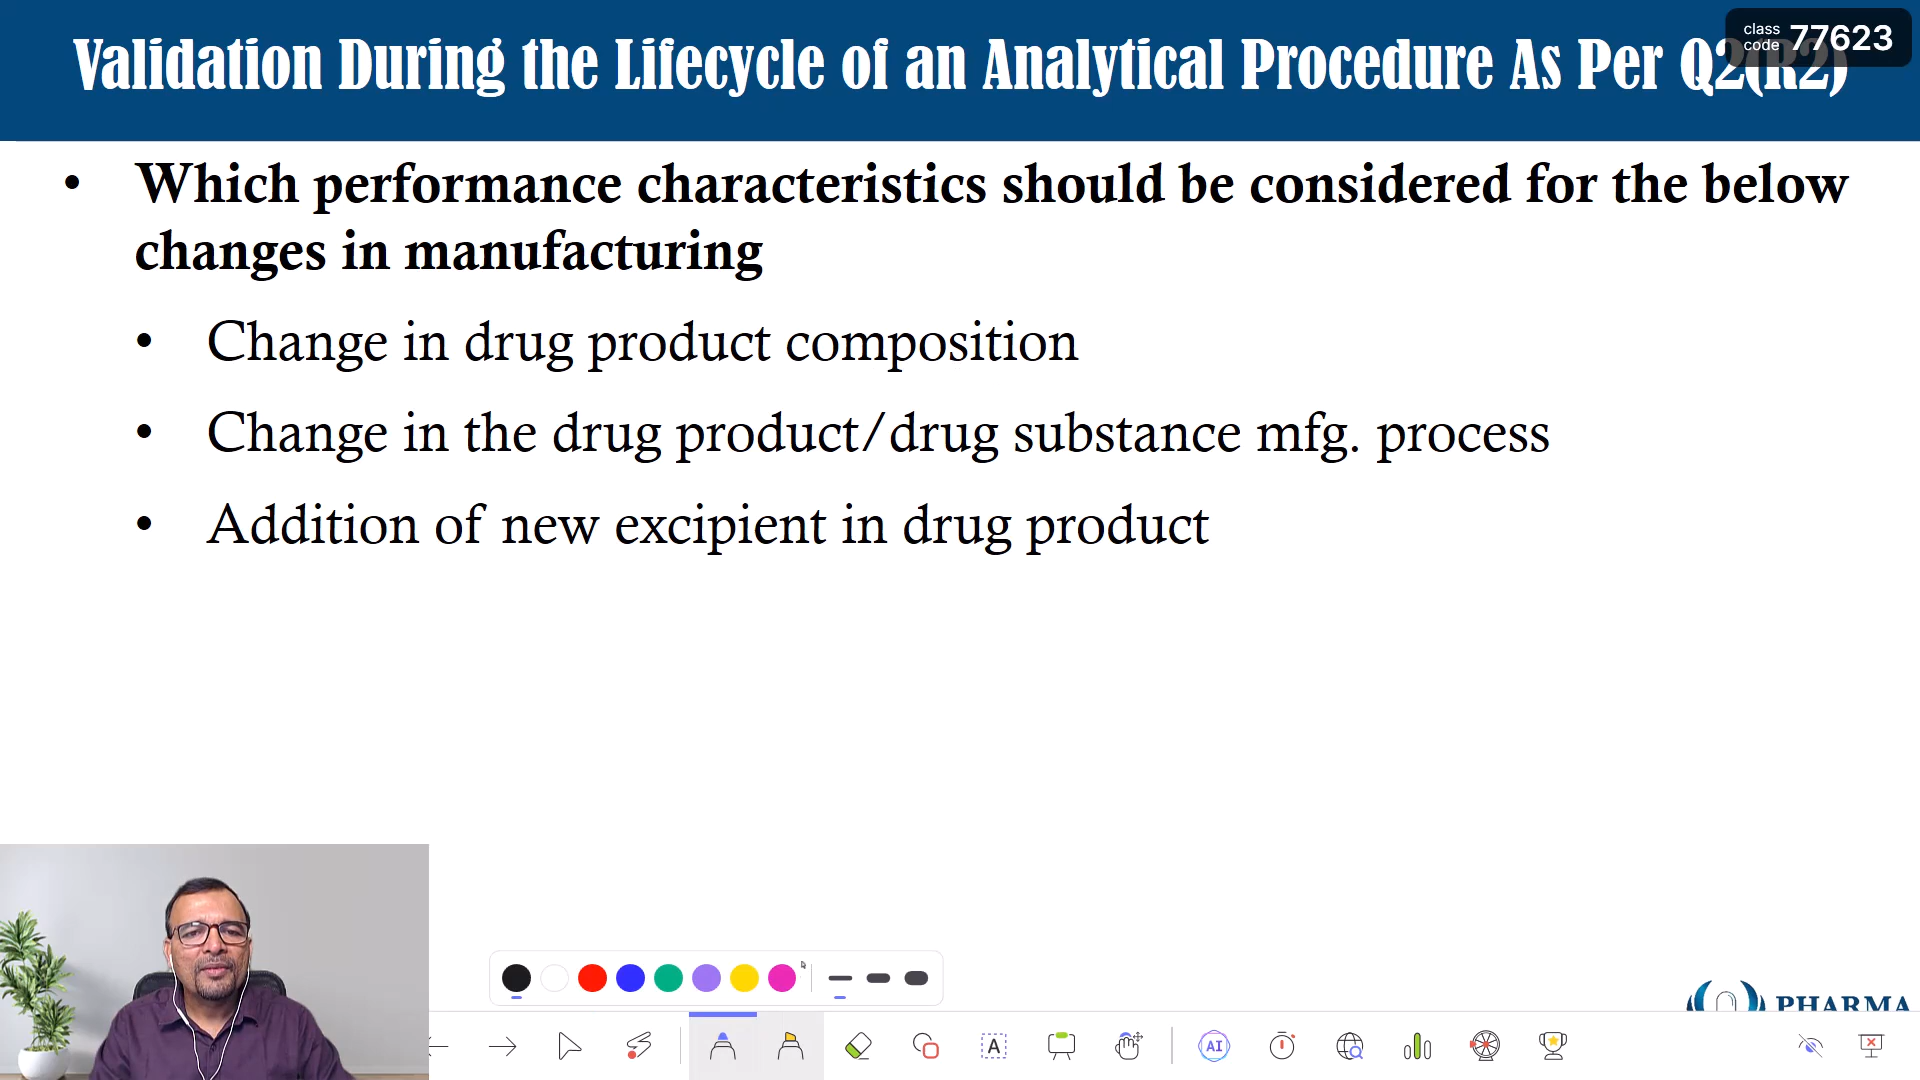 class
code 77623
Validation During the Lifecycle of an Analytical Procedure As Per Q2(R2)
• Which performance characteristics should be considered for the below
changes in manufacturing
• Change in drug product composition
• Change in the drug product/drug substance mfg. process
• Addition of new excipient in drug product
PHARMA
A
AI